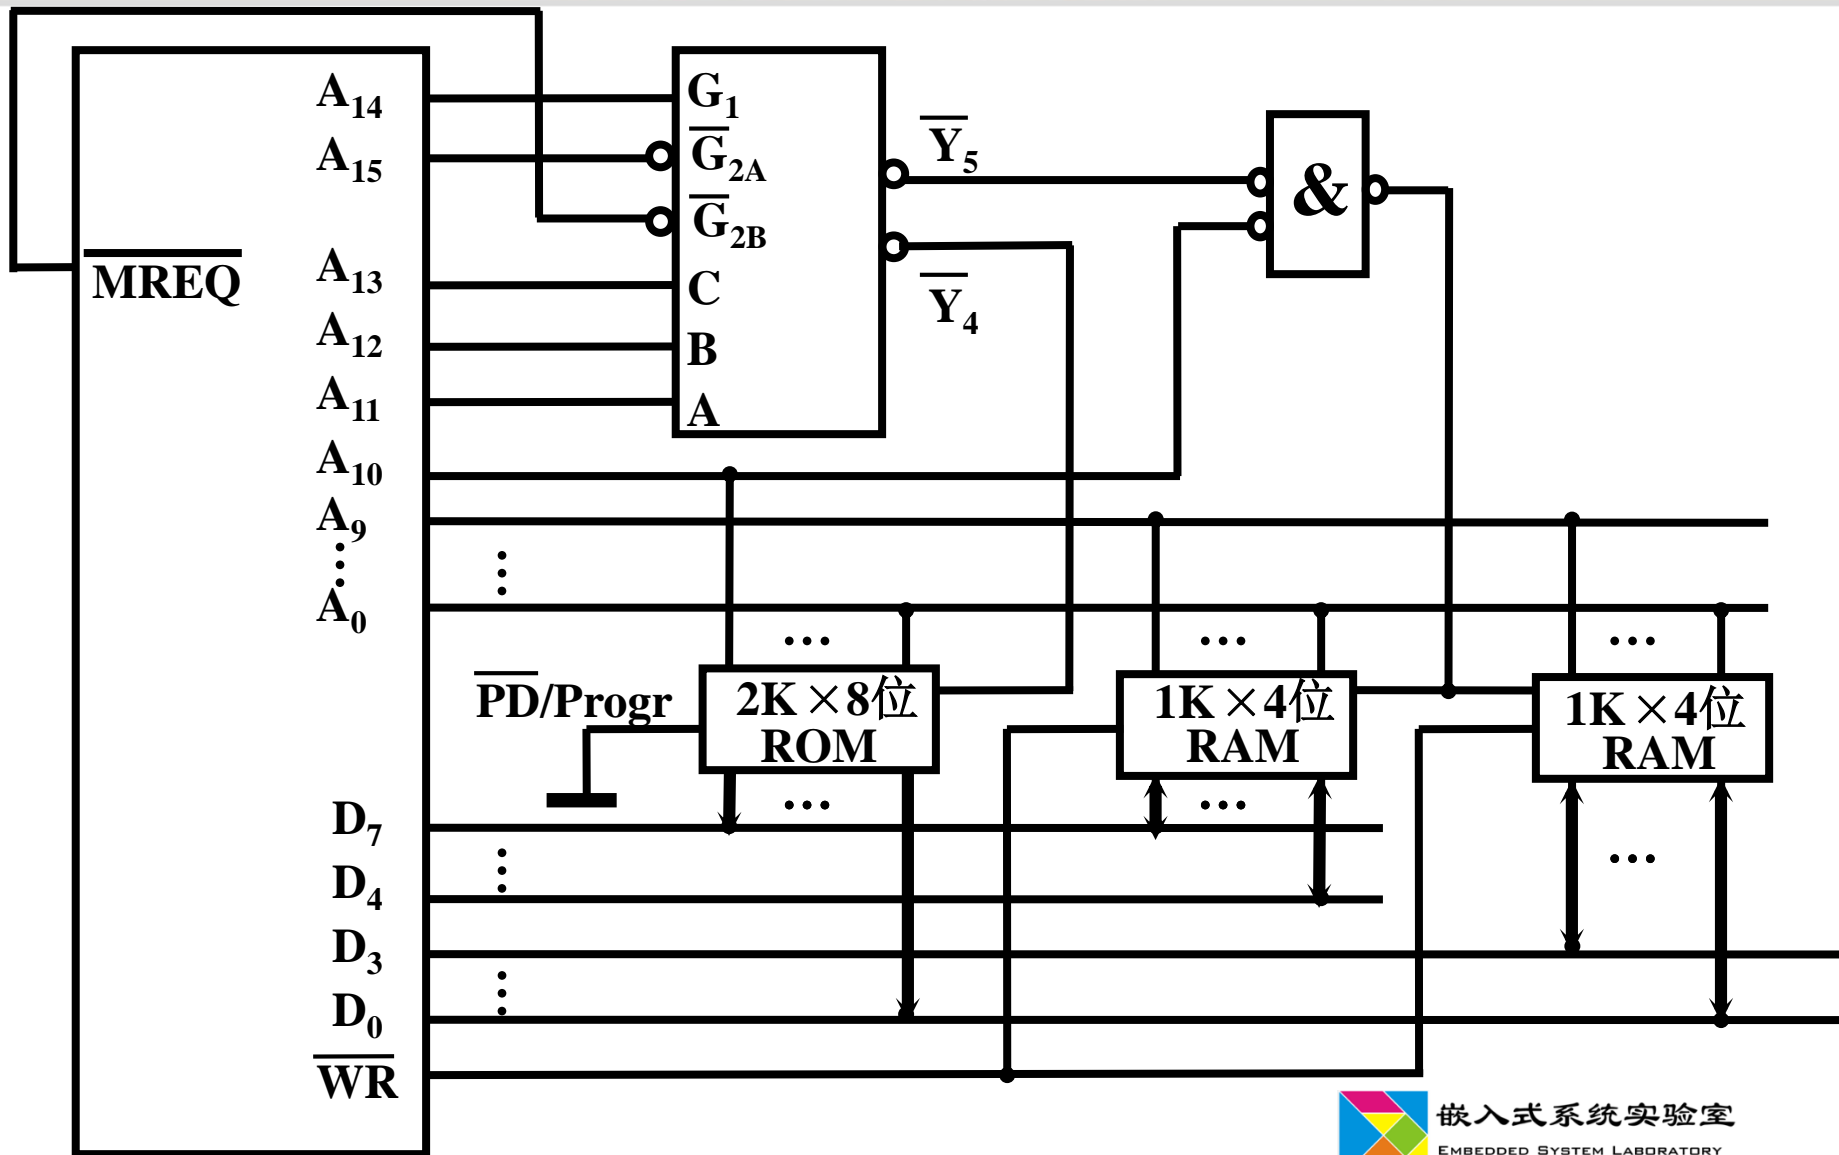 A14
A15
MREQ
A13
A12
A11
A10
A9
A0
G1
G2A
G2B
C
B
A
Y5
Y4
&
PD/Progr
2K×8位
ROM
1K×4位
RAM
1K×4位
RAM
D7
D4
D3
D0
WR
嵌入式系统实验室
EMBEDDED SYSTEM LABORATORY